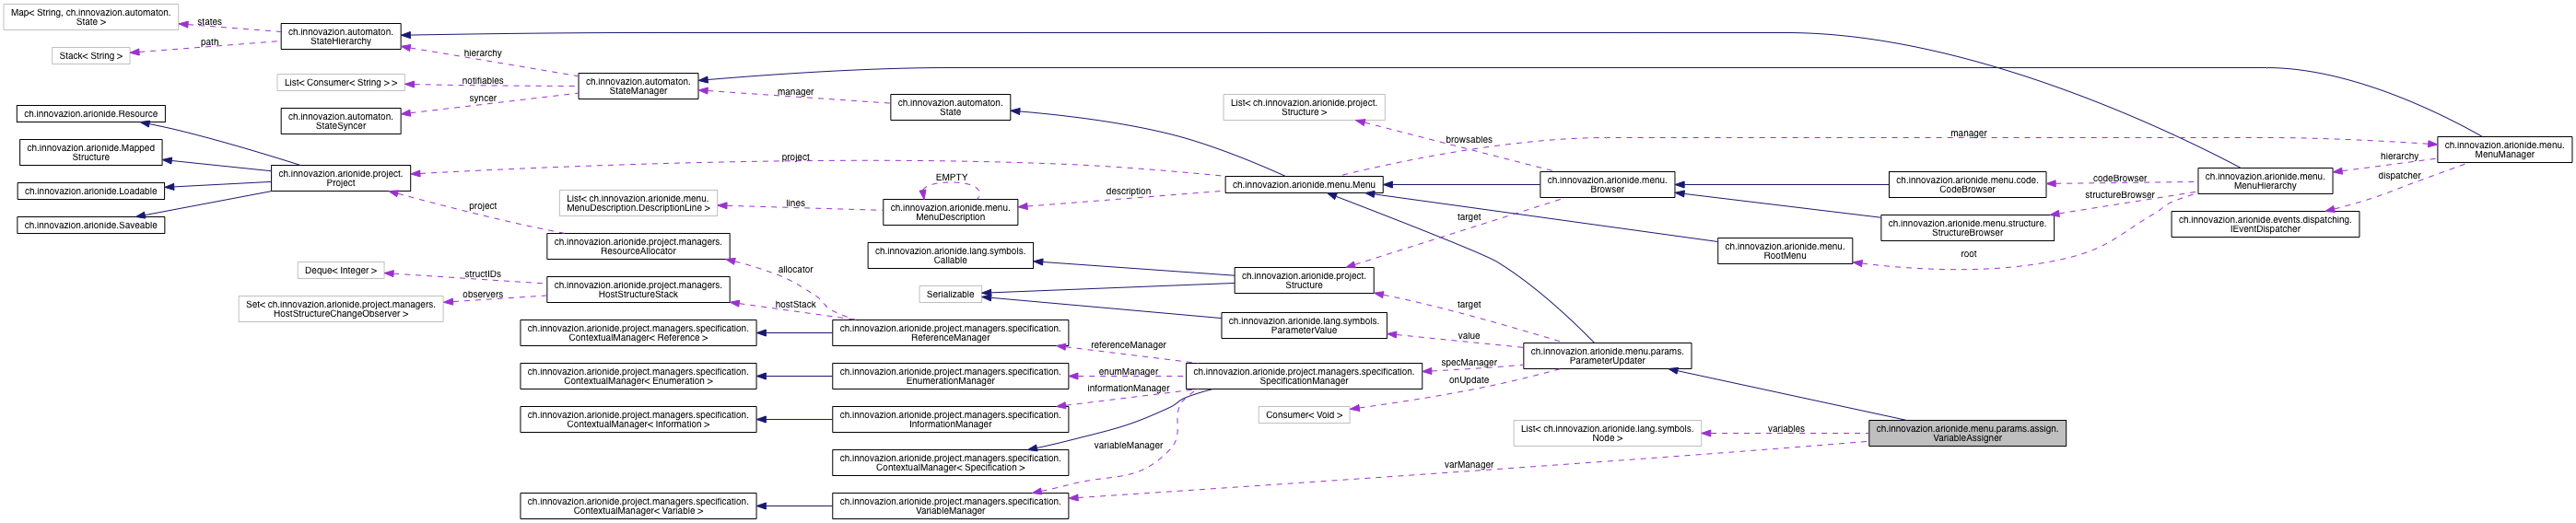 Map< String, ch.innovazion.automaton.
State >
states
path
Stack< String >
ch.innovazion.automaton.
StateHierarchy
hierarchy
List< Consumer< String > >
notifiables
syncer
ch.innovazion.automaton.
StateSyncer
ch.innovazion.automaton.
StateManager
manager
ch.innovazion.automaton.
State
List< ch.innovazion.arionide.project.
Structure >
browsables
manager
ch.innovazion.arionide.menu.
MenuManager
hierarchy
dispatcher
ch.innovazion.arionide.Resource
ch.innovazion.arionide.Mapped
Structure
ch.innovazion.arionide.Loadable
ch.innovazion.arionide.Saveable
ch.innovazion.arionide.project.
Project
project
project
EMPTY
lines
List< ch.innovazion.arionide.menu.
MenuDescription.DescriptionLine >
ch.innovazion.arionide.menu.
MenuDescription
description
ch.innovazion.arionide.menu.Menu
ch.innovazion.arionide.menu.
Browser
target
ch.innovazion.arionide.menu.code.
CodeBrowser
codeBrowser
structureBrowser
root
ch.innovazion.arionide.menu.
MenuHierarchy
ch.innovazion.arionide.events.dispatching.
IEventDispatcher
ch.innovazion.arionide.menu.structure.
StructureBrowser
ch.innovazion.arionide.menu.
RootMenu
ch.innovazion.arionide.project.managers.
ResourceAllocator
allocator
ch.innovazion.arionide.lang.symbols.
Callable
Deque< Integer >
structIDs
observers
Set< ch.innovazion.arionide.project.managers.
HostStructureChangeObserver >
ch.innovazion.arionide.project.managers.
HostStructureStack
hostStack
Serializable
ch.innovazion.arionide.project.
Structure
target
ch.innovazion.arionide.lang.symbols.
ParameterValue
value
ch.innovazion.arionide.project.managers.specification.
ContextualManager< Reference >
ch.innovazion.arionide.project.managers.specification.
ReferenceManager
referenceManager
specManager
onUpdate
ch.innovazion.arionide.menu.params.
ParameterUpdater
ch.innovazion.arionide.project.managers.specification.
ContextualManager< Enumeration >
ch.innovazion.arionide.project.managers.specification.
EnumerationManager
enumManager
informationManager
ch.innovazion.arionide.project.managers.specification.
SpecificationManager
Consumer< Void >
ch.innovazion.arionide.project.managers.specification.
ContextualManager< Information >
ch.innovazion.arionide.project.managers.specification.
InformationManager
variableManager
ch.innovazion.arionide.project.managers.specification.
ContextualManager< Specification >
List< ch.innovazion.arionide.lang.symbols.
Node >
variables
varManager
ch.innovazion.arionide.menu.params.assign.
VariableAssigner
ch.innovazion.arionide.project.managers.specification.
ContextualManager< Variable >
ch.innovazion.arionide.project.managers.specification.
VariableManager